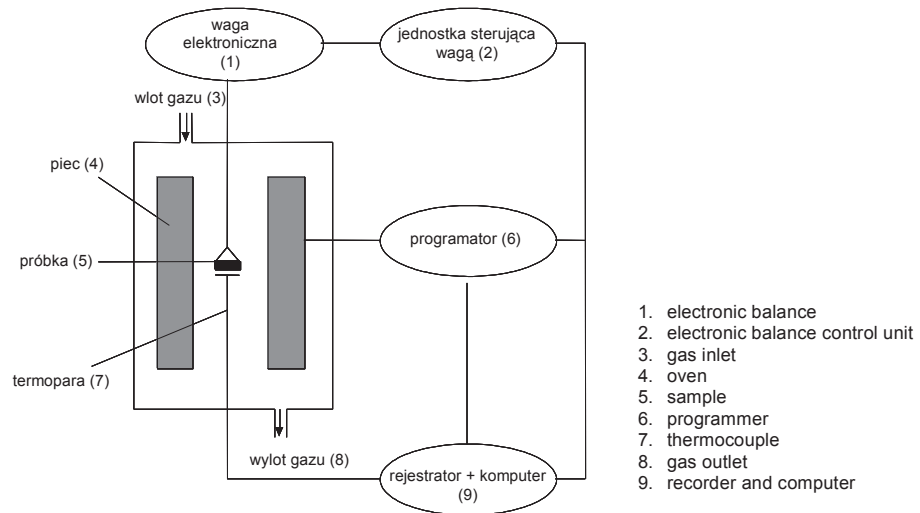 waga
elektroniczna
(1)
jednostka sterująca
wagą (2)
wlot gazu (3)
piec (4)
próbka (5)
programator (6)
termopara (7)
wylot gazu (8)
rejestrator + komputer
(9)
1. electronic balance
2. electronic balance control unit
3. gas inlet
4. oven
5. sample
6. programmer
7. thermocouple
8. gas outlet
9. recorder and computer